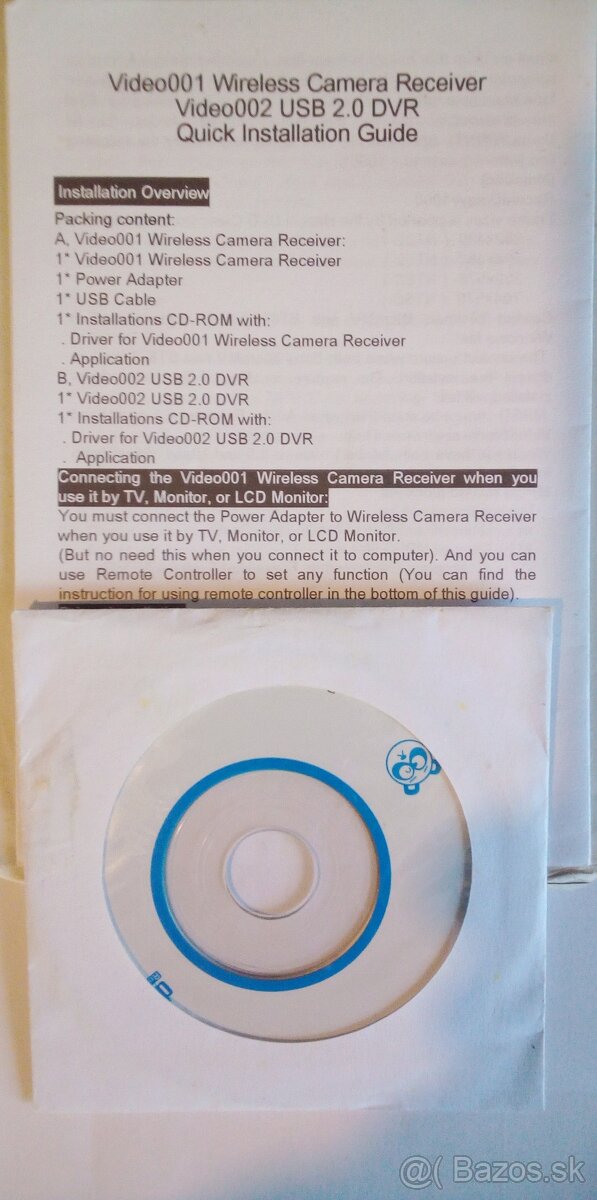 Video001 Wireless Camera Receiver
Video002 USB 2.0 DVR
Quick Installation Guide
Installation Overview
Packing content:
A, Video001 Wireless Camera Receiver:
1* Video001 Wireless Camera Receiver
1* Power Adapter
1* USB Cable
1* Installations CD-ROM with:
. Driver for Video001 Wireless Camera Receiver
. Application
B, Video002 USB 2.0 DVR
1* Video002 USB 2.0 DVR
1* Installations CD-ROM with:
. Driver for Video002 USB 2.0 DVR
. Application
Connecting the Video001 Wireless Camera Receiver when you
use it by TV, Monitor, or LCD Monitor:
You must connect the Power Adapter to Wireless Camera Receiver
when you use it by TV, Monitor, or LCD Monitor.
(But no need this when you connect it to computer). And you can
use Remote Controller to set any function (You can find the
instruction for using remote controller in the bottom of this guide).
@( Bazos.sk